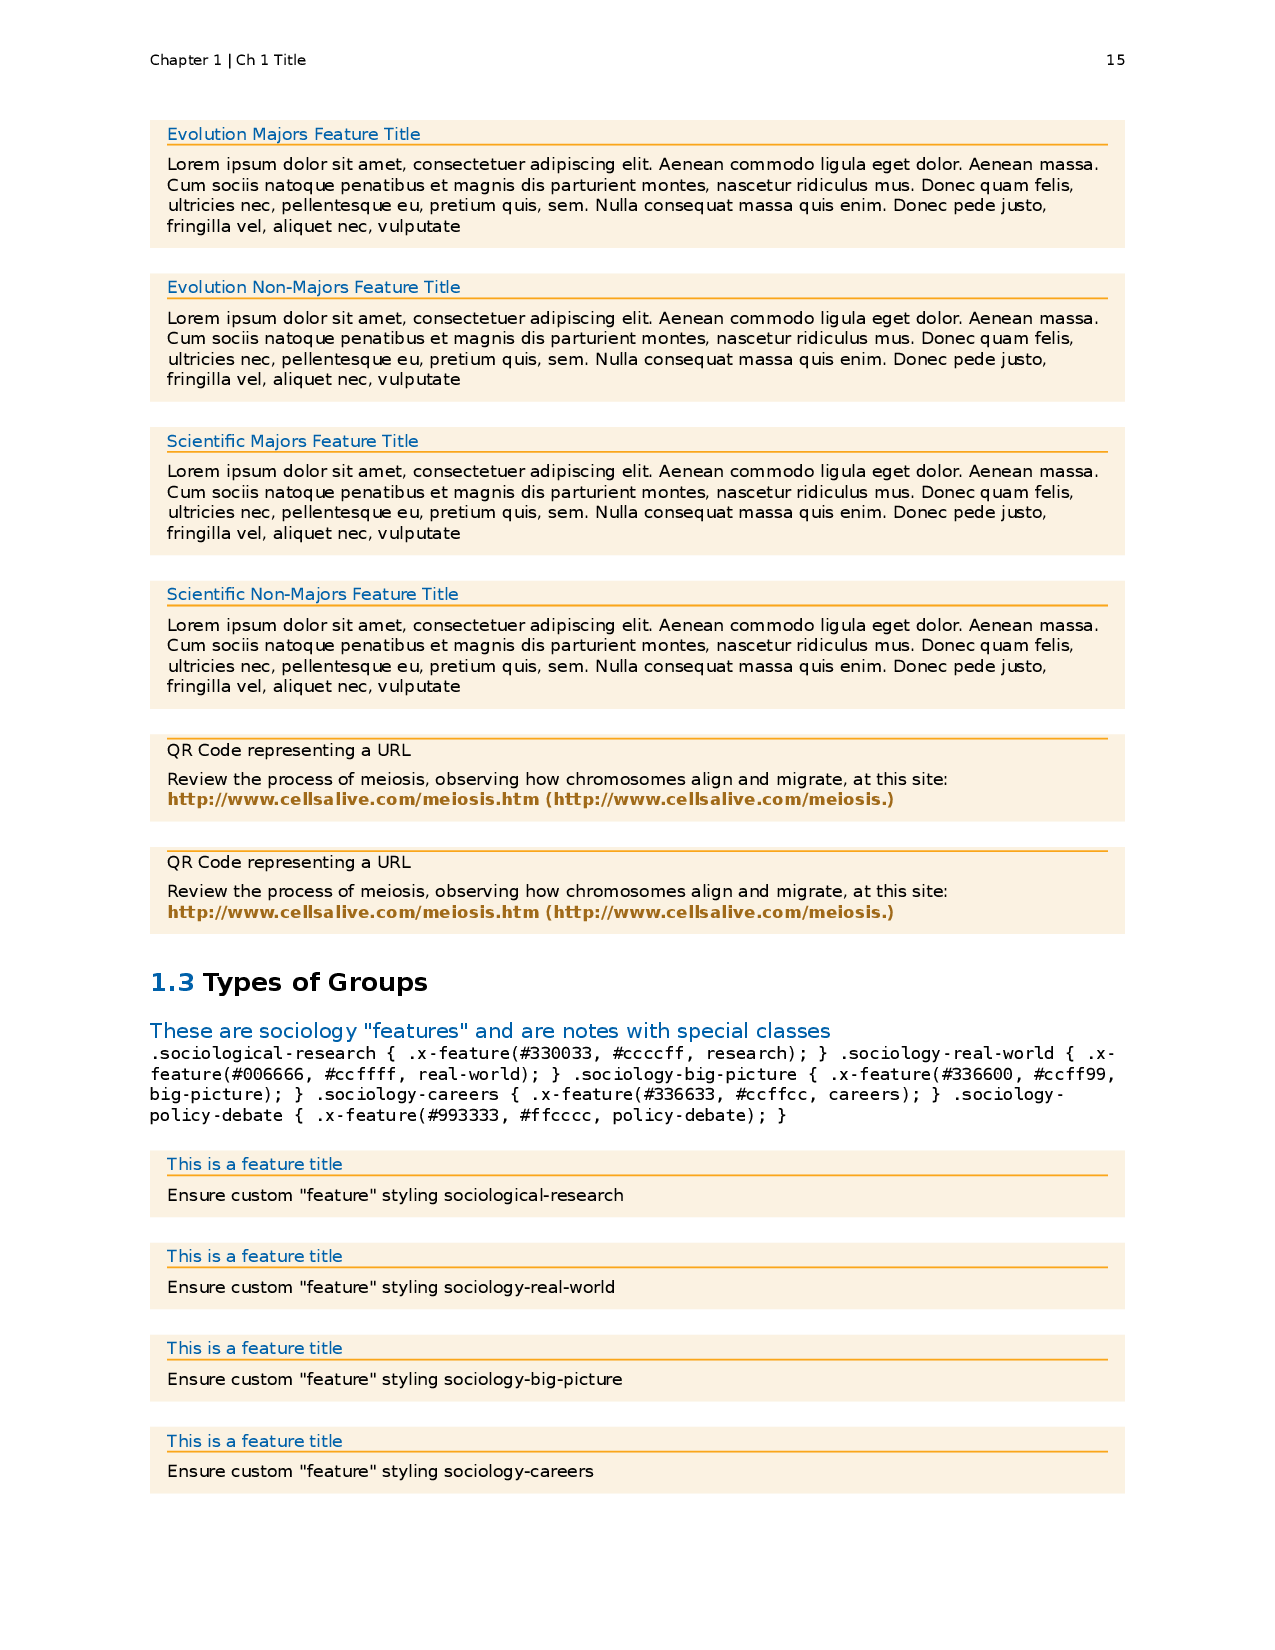 Chapter 1 | Ch 1 Title 15
Evolution Majors Feature Title
Lorem ipsum dolor sit amet, consectetuer adipiscing elit. Aenean commodo ligula eget dolor. Aenean massa.
Cum sociis natoque penatibus et magnis dis parturient montes, nascetur ridiculus mus. Donec quam felis,
ultricies nec, pellentesque eu, pretium quis, sem. Nulla consequat massa quis enim. Donec pede justo,
fringilla vel, aliquet nec, vulputate
Evolution Non-Majors Feature Title
Lorem ipsum dolor sit amet, consectetuer adipiscing elit. Aenean commodo ligula eget dolor. Aenean massa.
Cum sociis natoque penatibus et magnis dis parturient montes, nascetur ridiculus mus. Donec quam felis,
ultricies nec, pellentesque eu, pretium quis, sem. Nulla consequat massa quis enim. Donec pede justo,
fringilla vel, aliquet nec, vulputate
Scientific Majors Feature Title
Lorem ipsum dolor sit amet, consectetuer adipiscing elit. Aenean commodo ligula eget dolor. Aenean massa.
Cum sociis natoque penatibus et magnis dis parturient montes, nascetur ridiculus mus. Donec quam felis,
ultricies nec, pellentesque eu, pretium quis, sem. Nulla consequat massa quis enim. Donec pede justo,
fringilla vel, aliquet nec, vulputate
Scientific Non-Majors Feature Title
Lorem ipsum dolor sit amet, consectetuer adipiscing elit. Aenean commodo ligula eget dolor. Aenean massa.
Cum sociis natoque penatibus et magnis dis parturient montes, nascetur ridiculus mus. Donec quam felis,
ultricies nec, pellentesque eu, pretium quis, sem. Nulla consequat massa quis enim. Donec pede justo,
fringilla vel, aliquet nec, vulputate
QR Code representing a URL
Review the process of meiosis, observing how chromosomes align and migrate, at this site:
http://www.cellsalive.com/meiosis.htm (http://www.cellsalive.com/meiosis.)
QR Code representing a URL
Review the process of meiosis, observing how chromosomes align and migrate, at this site:
http://www.cellsalive.com/meiosis.htm (http://www.cellsalive.com/meiosis.)
1.3 Types of Groups
These are sociology "features" and are notes with special classes
.sociological-research { .x-feature(#330033, #ccccff, research); } .sociology-real-world { .x-
feature(#006666, #ccffff, real-world); } .sociology-big-picture { .x-feature(#336600, #ccff99,
big-picture); } .sociology-careers { .x-feature(#336633, #ccffcc, careers); } .sociology-
policy-debate { .x-feature(#993333, #ffcccc, policy-debate); }
This is a feature title
Ensure custom "feature" styling sociological-research
This is a feature title
Ensure custom "feature" styling sociology-real-world
This is a feature title
Ensure custom "feature" styling sociology-big-picture
This is a feature title
Ensure custom "feature" styling sociology-careers